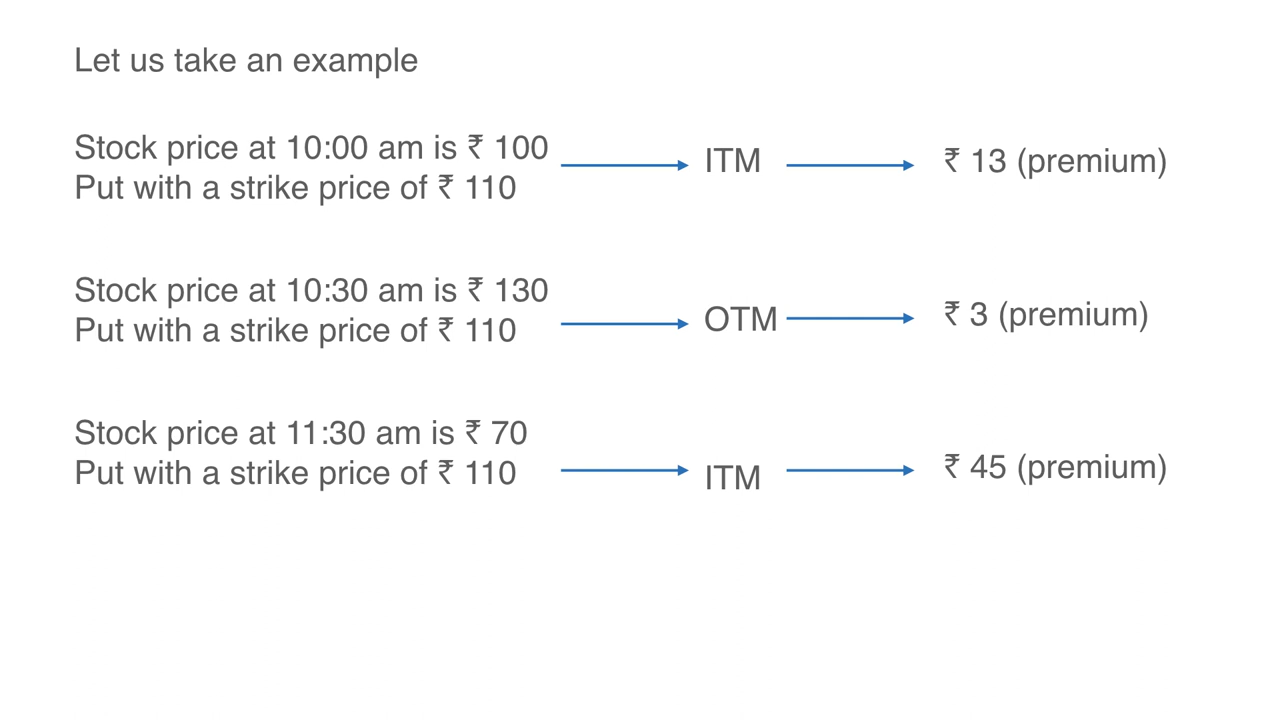 Let us take an example
Stock price at 10:00 am is ₹ 100
Put with a strike price of ₹ 110
ITM
₹ 13 (premium)
Stock price at 10:30 am is ₹ 130
Put with a strike price of ₹ 110
OTM
₹ 3 (premium)
Stock price at 11:30 am is ₹ 70
Put with a strike price of ₹ 110
ITM
₹ 45 (premium)